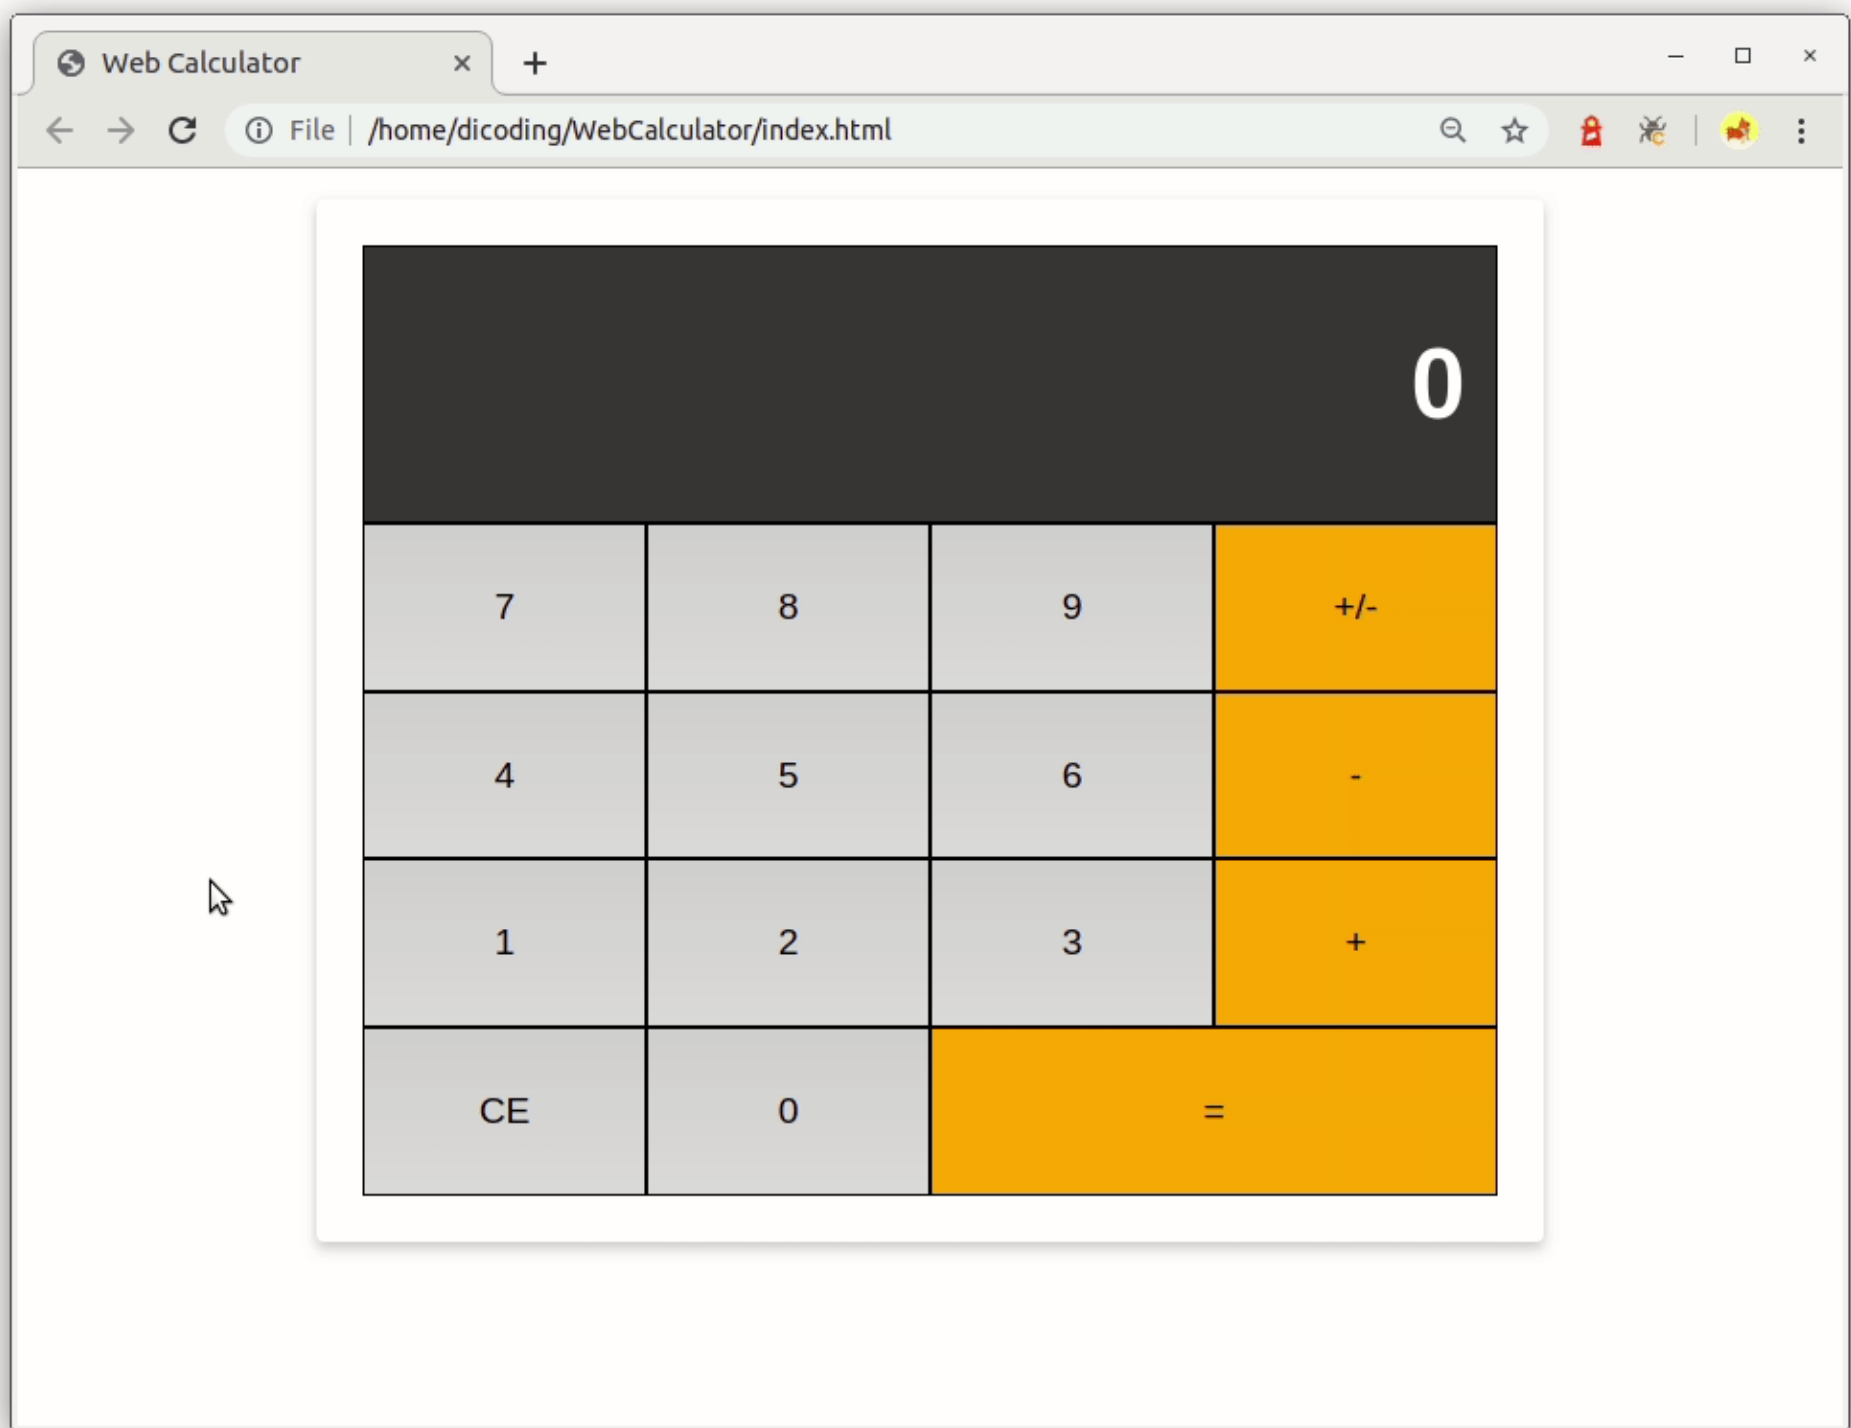 Web Calculator
File /home/dicoding/WebCalculator/index.html
0
7 8 9 +/-
4 5 6 -
1 2 3 +
CE 0 =